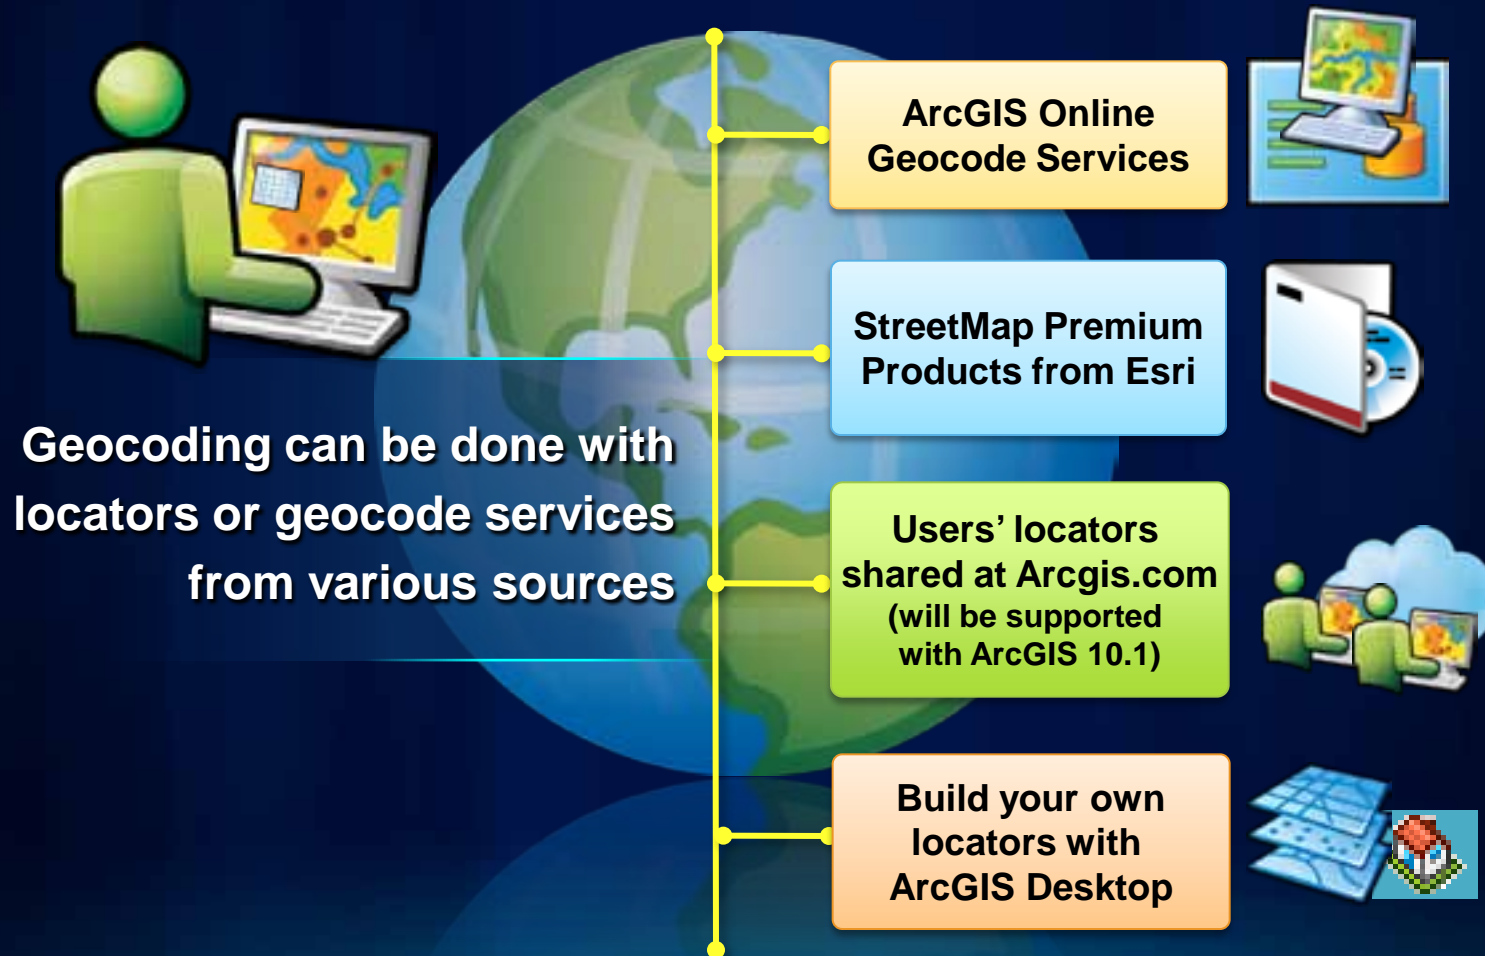 Geocoding can be done with
locators or geocode services
from various sources
ArcGIS Online
Geocode Services
StreetMap Premium
Products from Esri
Users’ locators
shared at Arcgis.com
(will be supported
with ArcGIS 10.1)
Build your own
locators with
ArcGIS Desktop